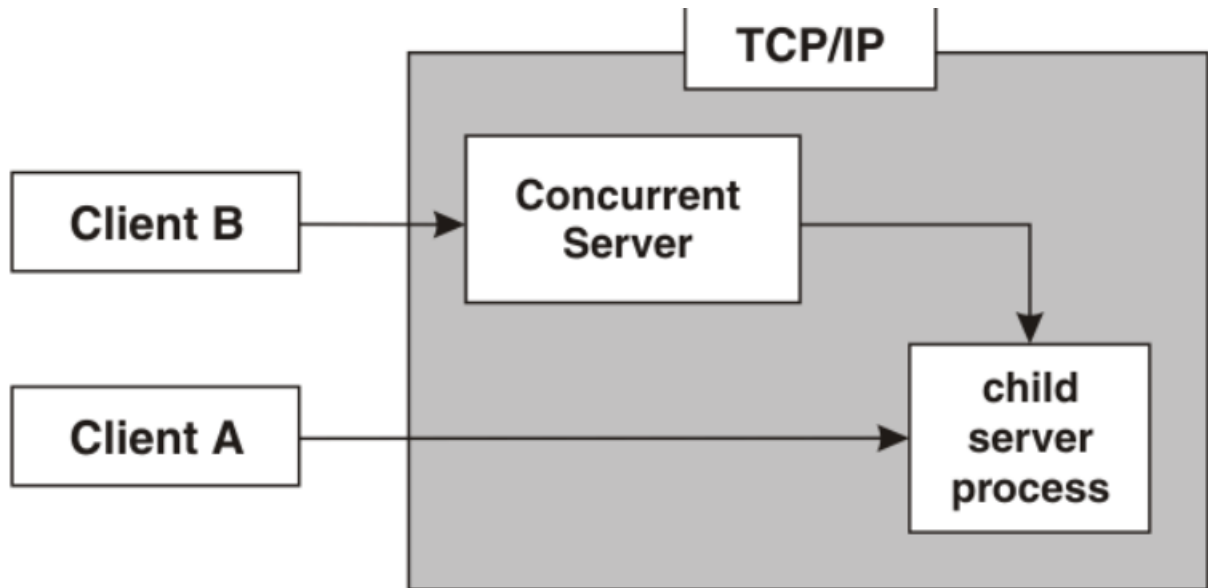 TCP/IP
Concurrent
Server
Client B
Client A
child
server
process